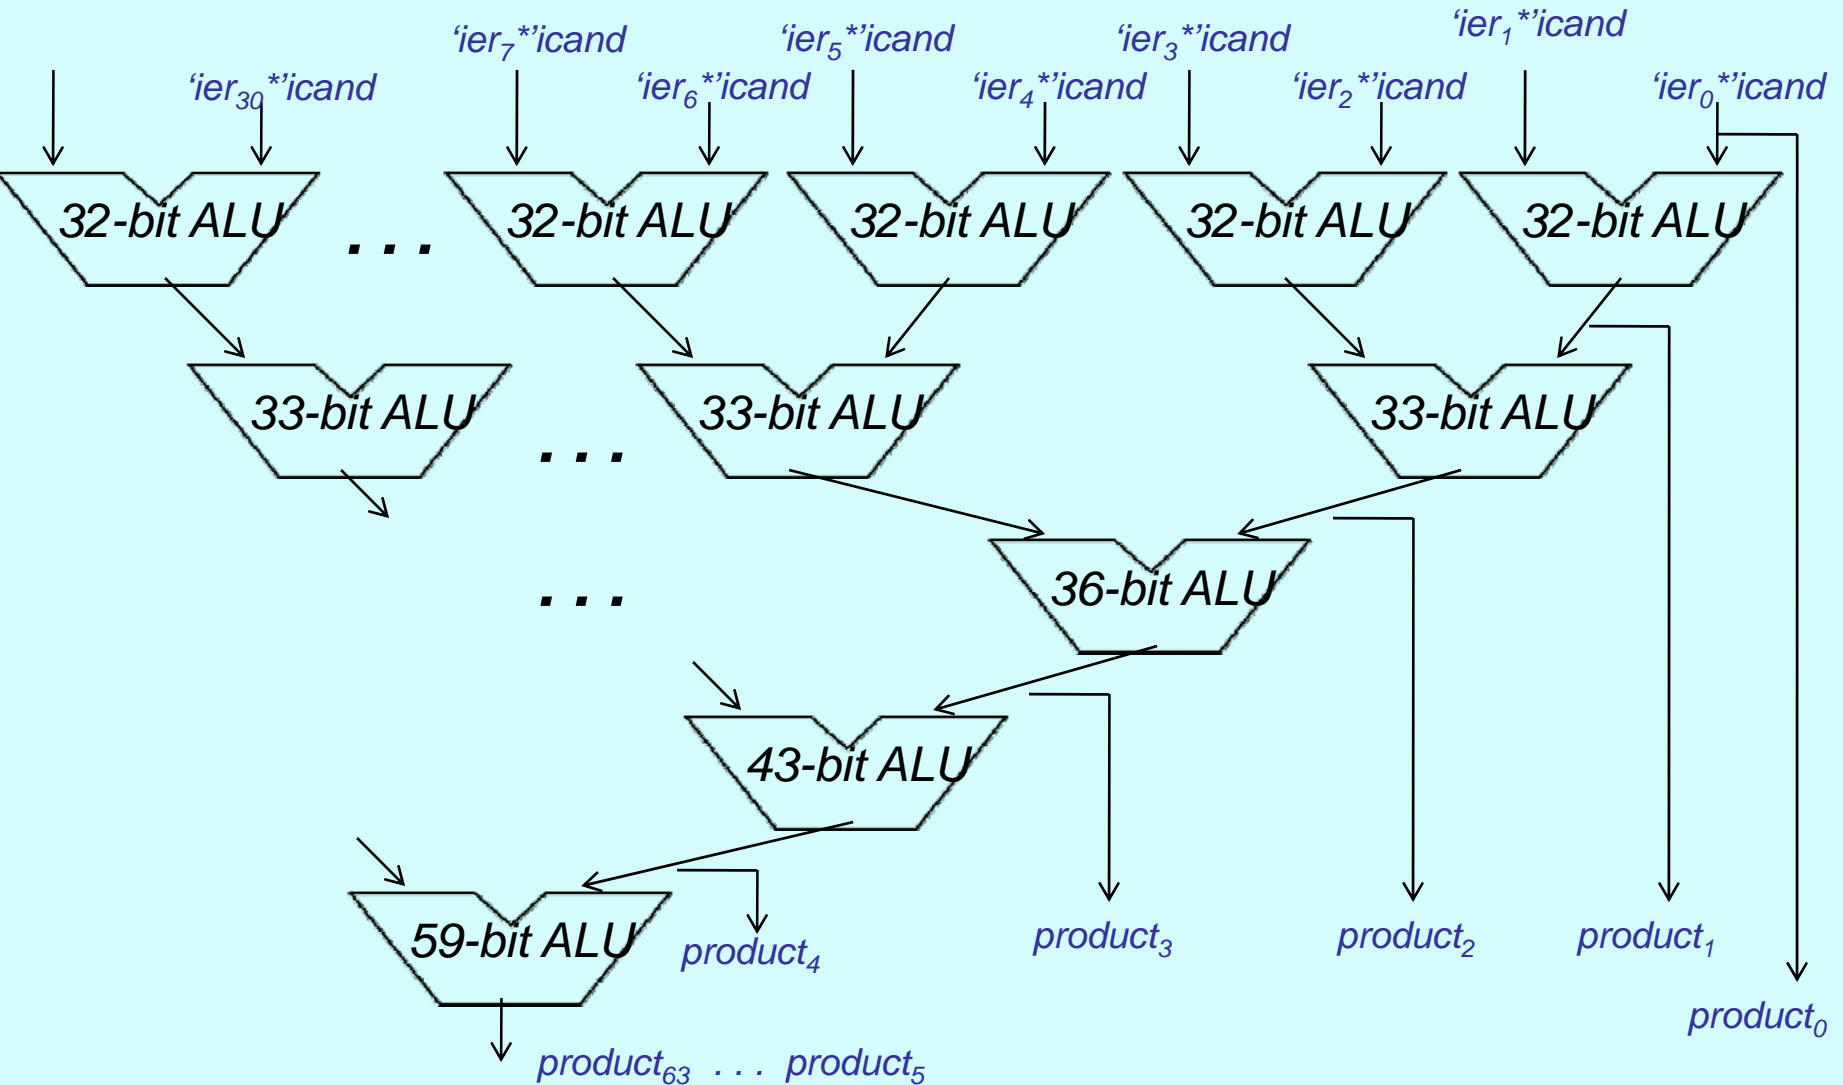 ‘ier₁*’icand
‘ier₇*’icand ‘ier₅*’icand ‘ier₃*’icand
‘ier₃₀*’icand ‘ier₆*’icand ‘ier₄*’icand ‘ier₂*’icand ‘ier₀*’icand
32-bit ALU . . . 32-bit ALU 32-bit ALU 32-bit ALU 32-bit ALU
33-bit ALU . . . 33-bit ALU 33-bit ALU
. . . 36-bit ALU
43-bit ALU
59-bit ALU product₄ product₃ product₂ product₁
product₀
product₆₃ . . . product₅